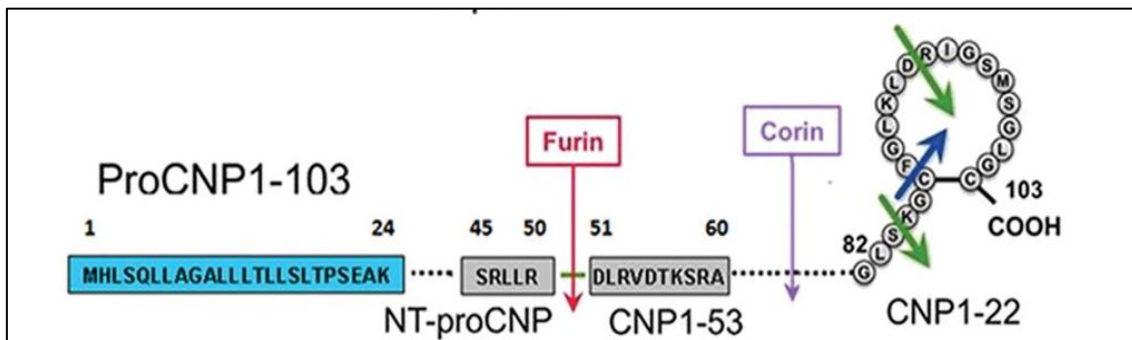 Furin
Corin
ProCNP1-103
1 24 45 50 51 60
MHLSQLLAGALLLTLLSLTPSEAK
SRLLR
DLRVDTKSRA
NT-proCNP
CNP1-53
82
G L S K G C F G L K L D R I G S M S G L G C
103
COOH
CNP1-22